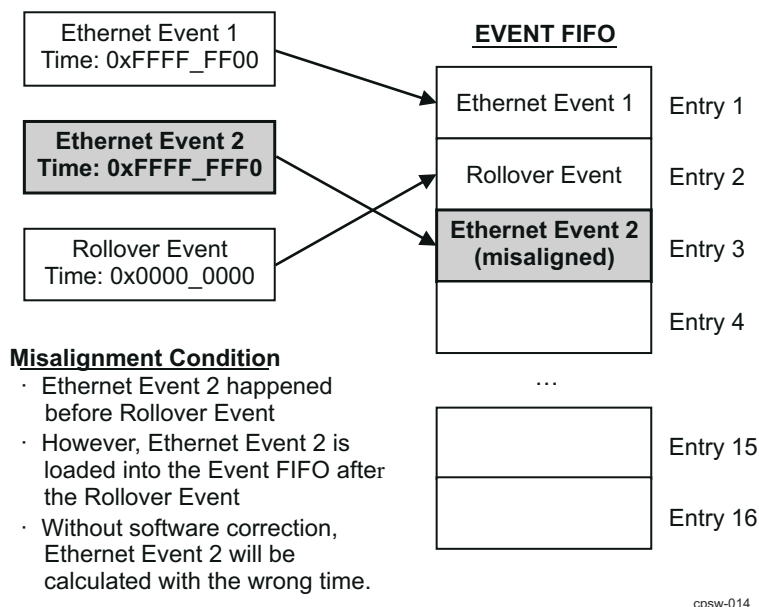 Ethernet Event 1
Time: 0xFFFF_FF00
Ethernet Event 2
Time: 0xFFFF_FFF0
Rollover Event
Time: 0x0000_0000
EVENT FIFO
Ethernet Event 1
Entry 1
Rollover Event
Entry 2
Ethernet Event 2
(misaligned)
Entry 3
Entry 4
…
Entry 15
Entry 16
Misalignment Condition
· Ethernet Event 2 happened
before Rollover Event
· However, Ethernet Event 2 is
loaded into the Event FIFO after
the Rollover Event
· Without software correction,
Ethernet Event 2 will be
calculated with the wrong time.
cpsw-014